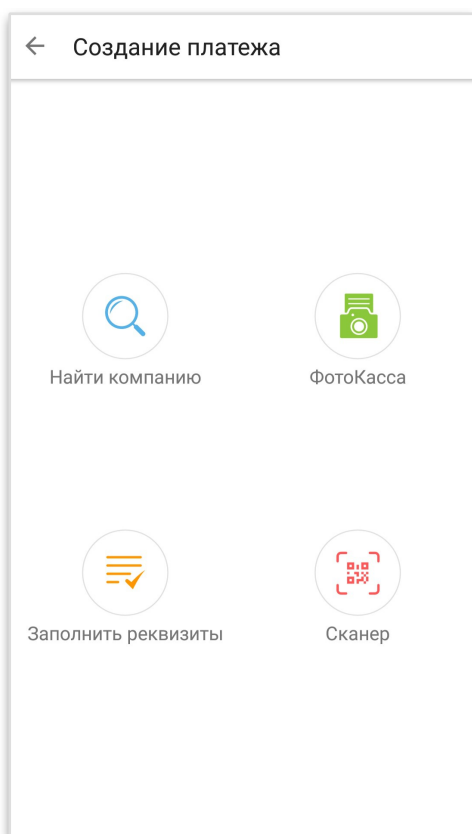 Создание платежа
Найти компанию
ФотоКасса
Заполнить реквизиты
Сканер